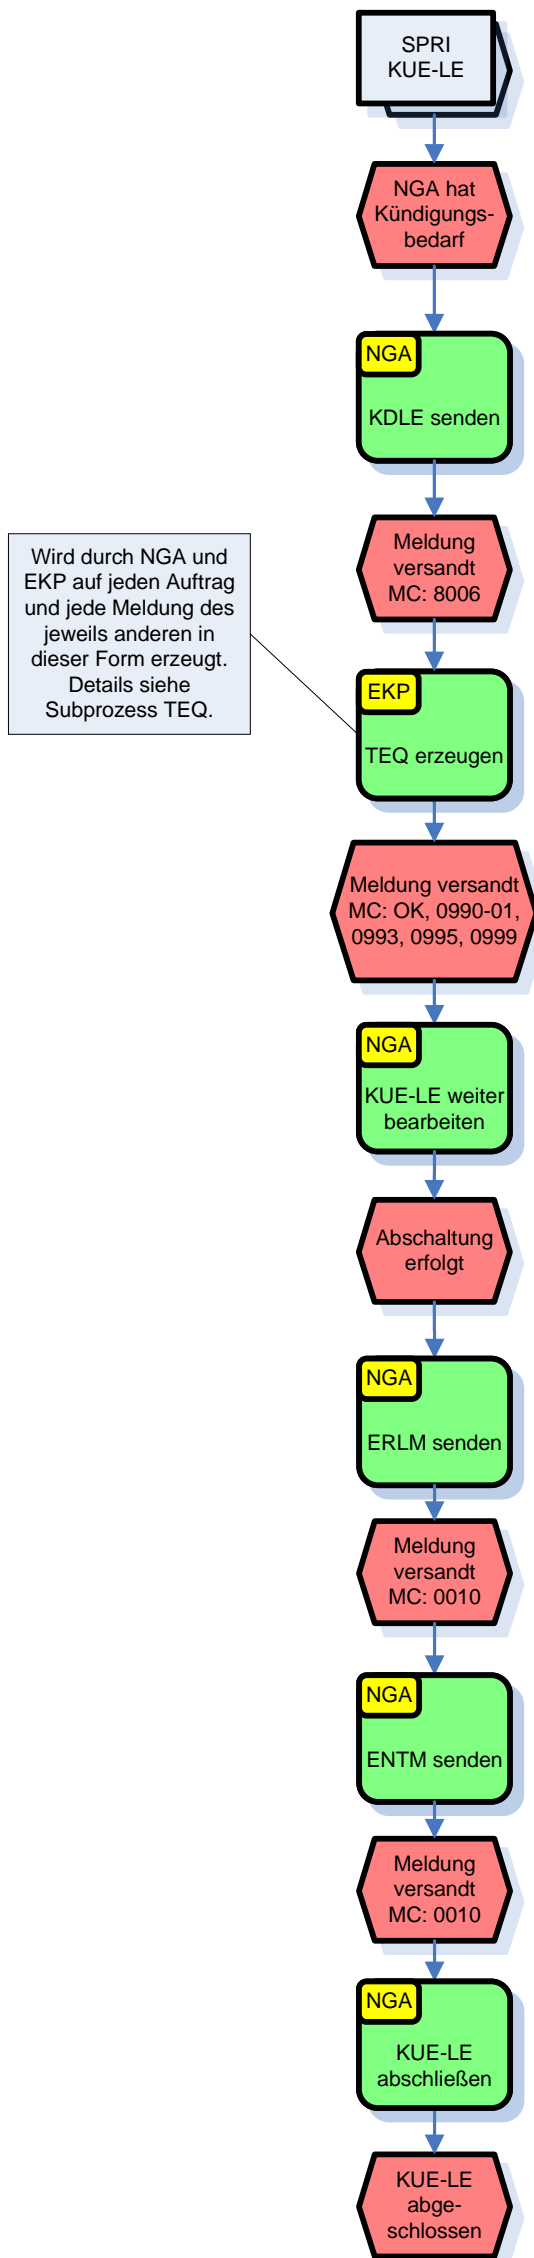 SPRI
KUE-LE
NGA hat
Kündigungs-
bedarf
NGA
KDLE senden
Meldung
versandt
MC: 8006
Wird durch NGA und
EKP auf jeden Auftrag
und jede Meldung des
jeweils anderen in
dieser Form erzeugt.
Details siehe
Subprozess TEQ.
EKP
TEQ erzeugen
Meldung versandt
MC: OK, 0990-01,
0993, 0995, 0999
NGA
KUE-LE weiter
bearbeiten
Abschaltung
erfolgt
NGA
ERLM senden
Meldung
versandt
MC: 0010
NGA
ENTM senden
Meldung
versandt
MC: 0010
NGA
KUE-LE
abschließen
KUE-LE
abge-
schlossen